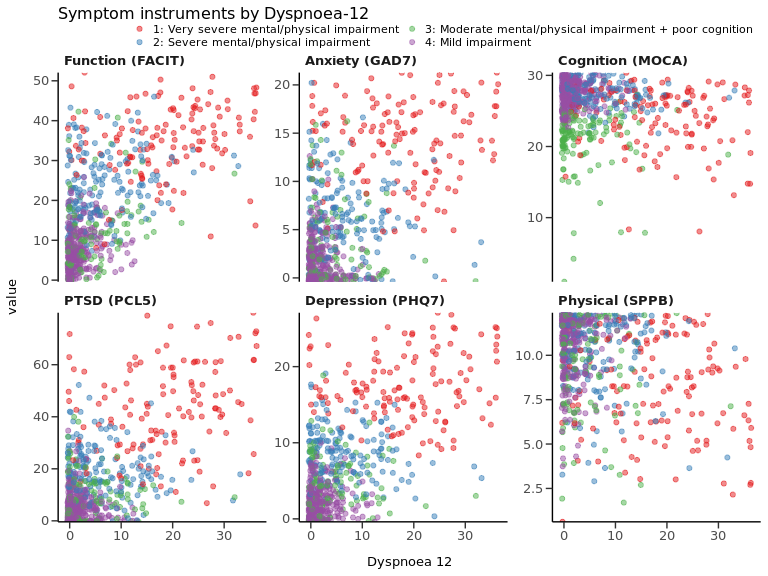 Symptom instruments by Dyspnoea-12
1: Very severe mental/physical impairment
3: Moderate mental/physical impairment + poor cognition
2: Severe mental/physical impairment
4: Mild impairment
Function (FACIT)
Anxiety (GAD7)
Cognition (MOCA)
50
40
30
20
10
0
20
15
10
5
0
30
20
10
value
PTSD (PCL5)
Depression (PHQ7)
Physical (SPPB)
60
40
20
0
20
10
0
10.0
7.5
5.0
2.5
0 10 20 30
0 10 20 30
0 10 20 30
Dyspnoea 12